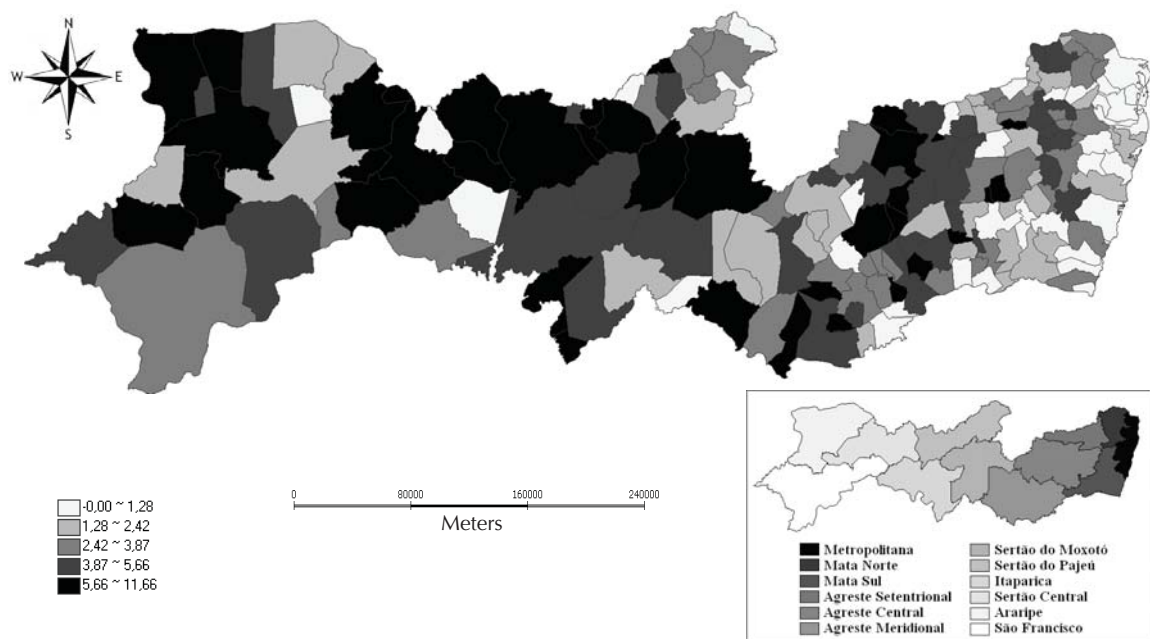 N
W E
S
-0,00 ~ 1,28
1,28 ~ 2,42
2,42 ~ 3,87
3,87 ~ 5,66
5,66 ~ 11,66
0 80000 160000 240000
Meters
Metropolitana
Mata Norte
Mata Sul
Agreste Setentrional
Agreste Central
Agreste Meridional
Sertão do Moxotó
Sertão do Pajeú
Itaparica
Sertão Central
Araripe
São Francisco